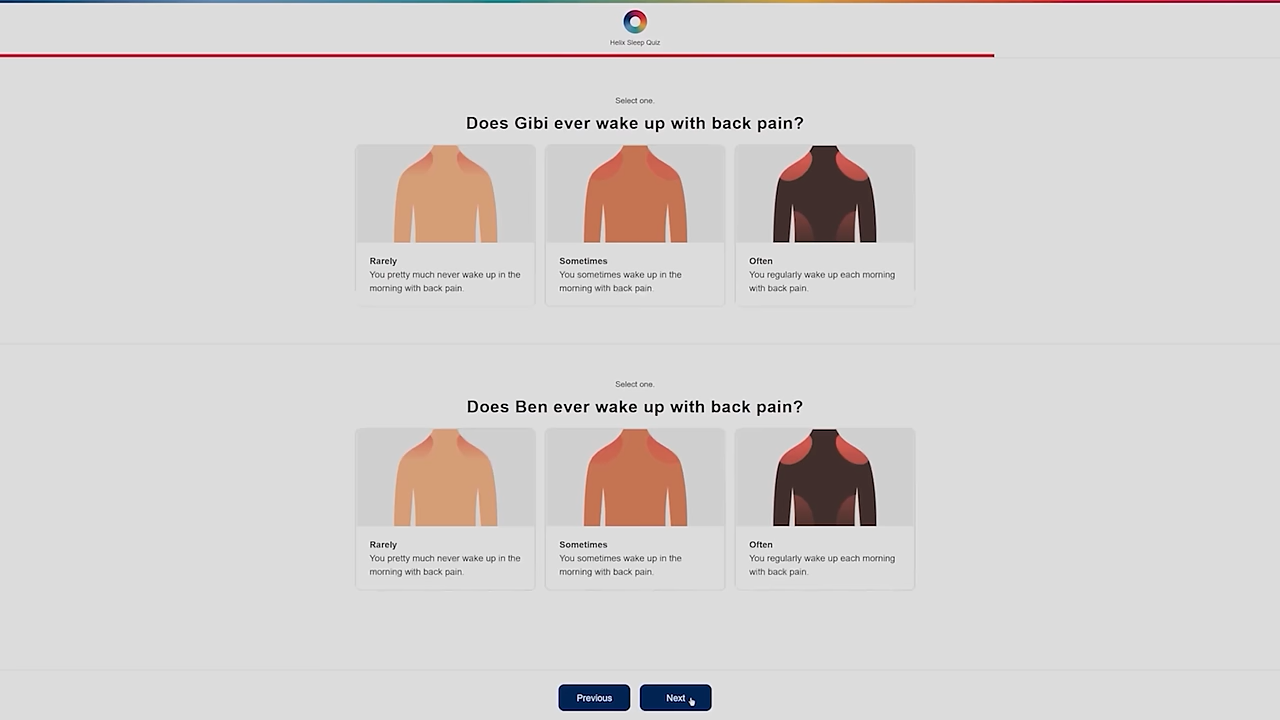 Helix Sleep Quiz
Select one.
Does Gibi ever wake up with back pain?
Rarely
You pretty much never wake up in the
morning with back pain.
Sometimes
You sometimes wake up in the
morning with back pain
Often
You regularly wake up each morning
with back pain.
Select one.
Does Ben ever wake up with back pain?
Rarely
You pretty much never wake up in the
morning with back pain.
Sometimes
You sometimes wake up in the
morning with back pain.
Often
You regularly wake up each morning
with back pain.
Previous
Next